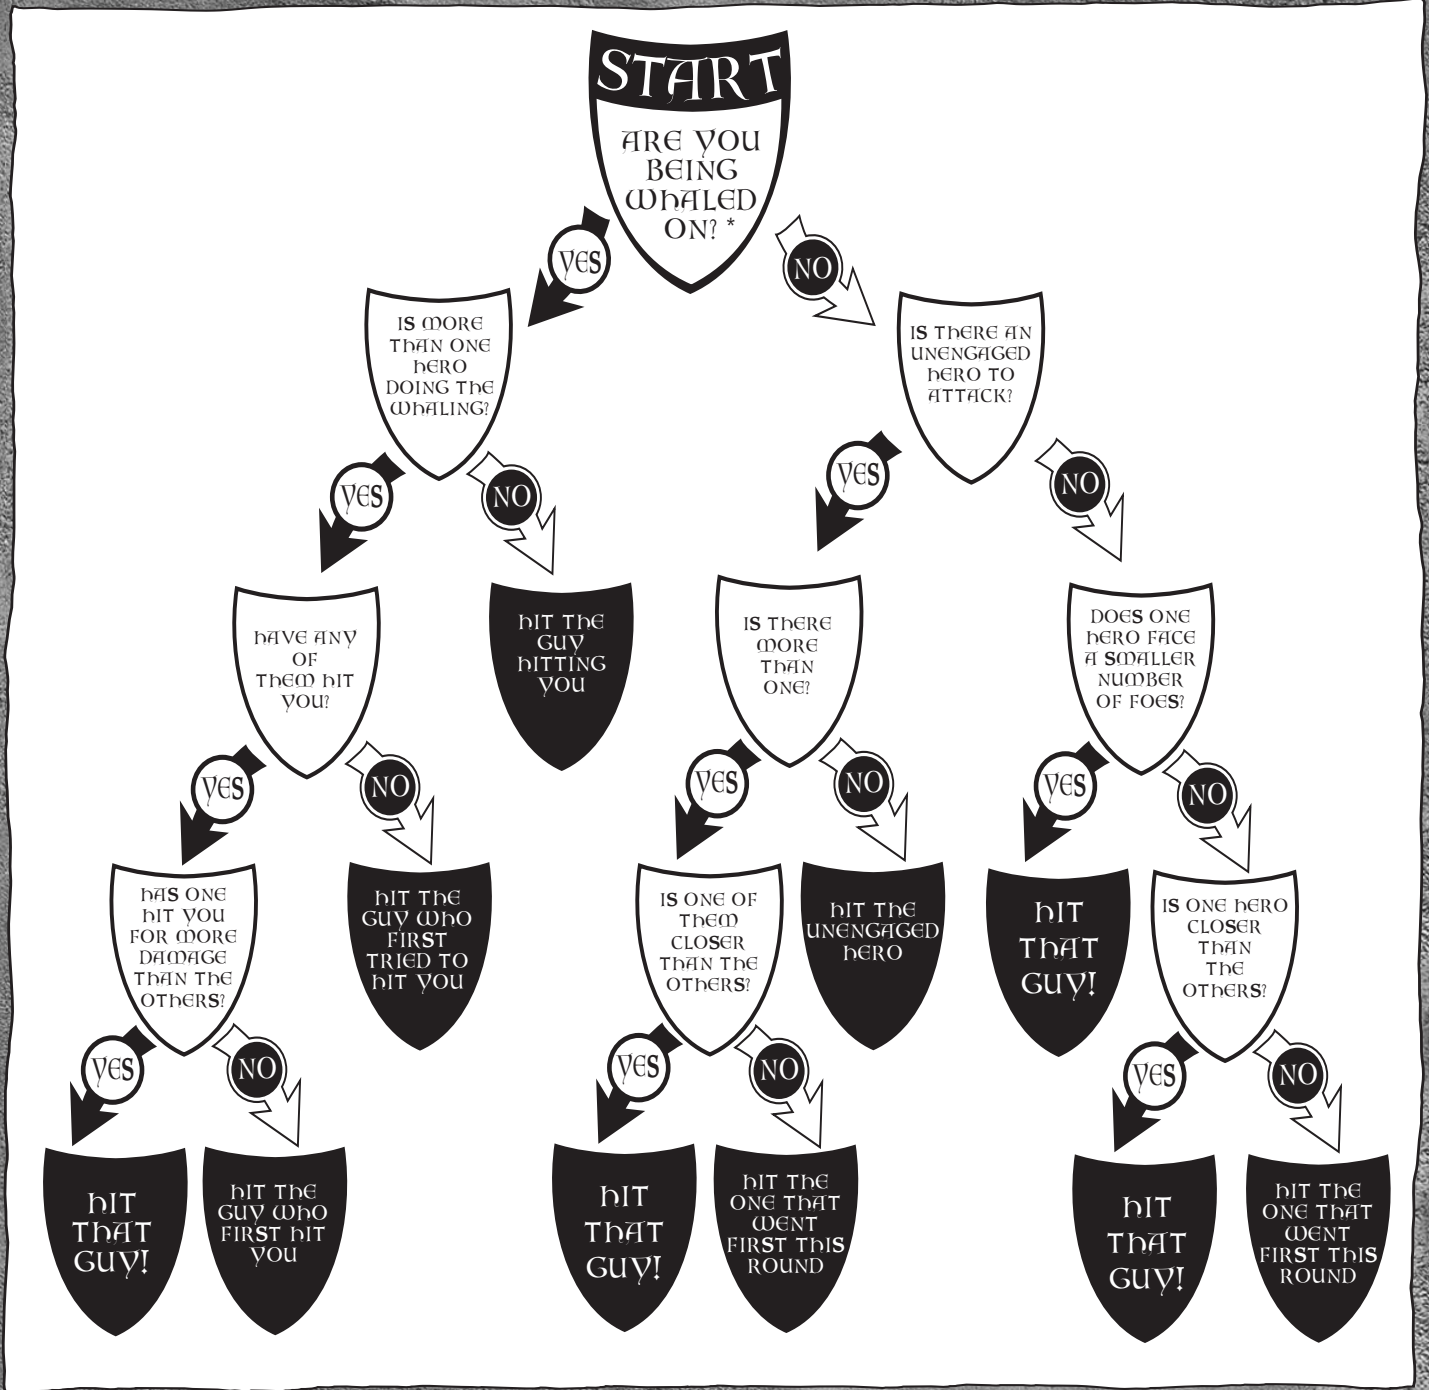 START
ARE YOU
BEING
WHALED
ON? *
YES
NO
IS MORE
THAN ONE
HERO
DOING THE
WHALING?
IS THERE AN
UNENGAGED
HERO TO
ATTACK?
YES
NO
YES
NO
HAVE ANY
OF
THEM HIT
YOU?
HIT THE
GUY
HITTING
YOU
IS THERE
MORE
THAN
ONE?
DOES ONE
HERO FACE
A SMALLER
NUMBER
OF FOES?
YES
NO
YES
NO
YES
NO
HAS ONE
HIT YOU
FOR MORE
DAMAGE
THAN THE
OTHERS?
HIT THE
GUY WHO
FIRST
TRIED TO
HIT YOU
IS ONE OF
THEM
CLOSER
THAN THE
OTHERS?
HIT THE
UNENGAGED
HERO
HIT
THAT
GUY!
IS ONE HERO
CLOSER
THAN
THE
OTHERS?
YES
NO
YES
NO
YES
NO
HIT
THAT
GUY!
HIT THE
GUY WHO
FIRST HIT
YOU
HIT
THAT
GUY!
HIT THE
ONE THAT
WENT
FIRST THIS
ROUND
HIT
THAT
GUY!
HIT THE
ONE THAT
WENT
FIRST THIS
ROUND